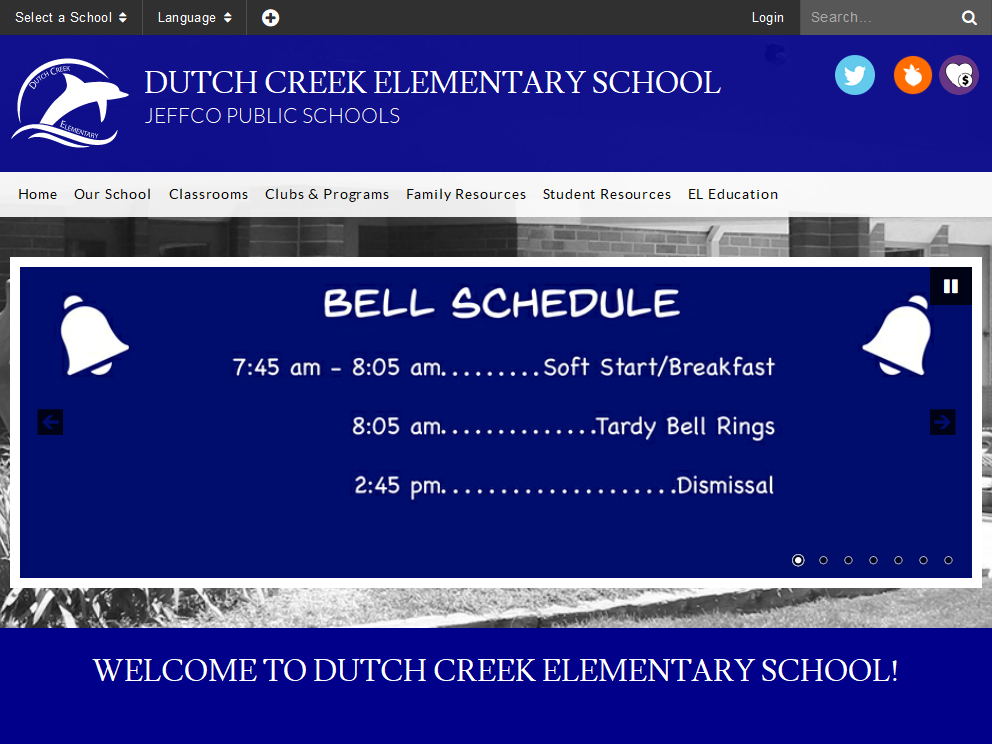 Select a School
Language
Login
Search...
DUTCH CREEK
ELEMENTARY
DUTCH CREEK ELEMENTARY SCHOOL
JEFFCO PUBLIC SCHOOLS
$
Home
Our School
Classrooms
Clubs & Programs
Family Resources
Student Resources
EL Education
BELL SCHEDULE
7:45 am – 8:05 am.........Soft Start/Breakfast
8:05 am..............Tardy Bell Rings
2:45 pm....................Dismissal
WELCOME TO DUTCH CREEK ELEMENTARY SCHOOL!